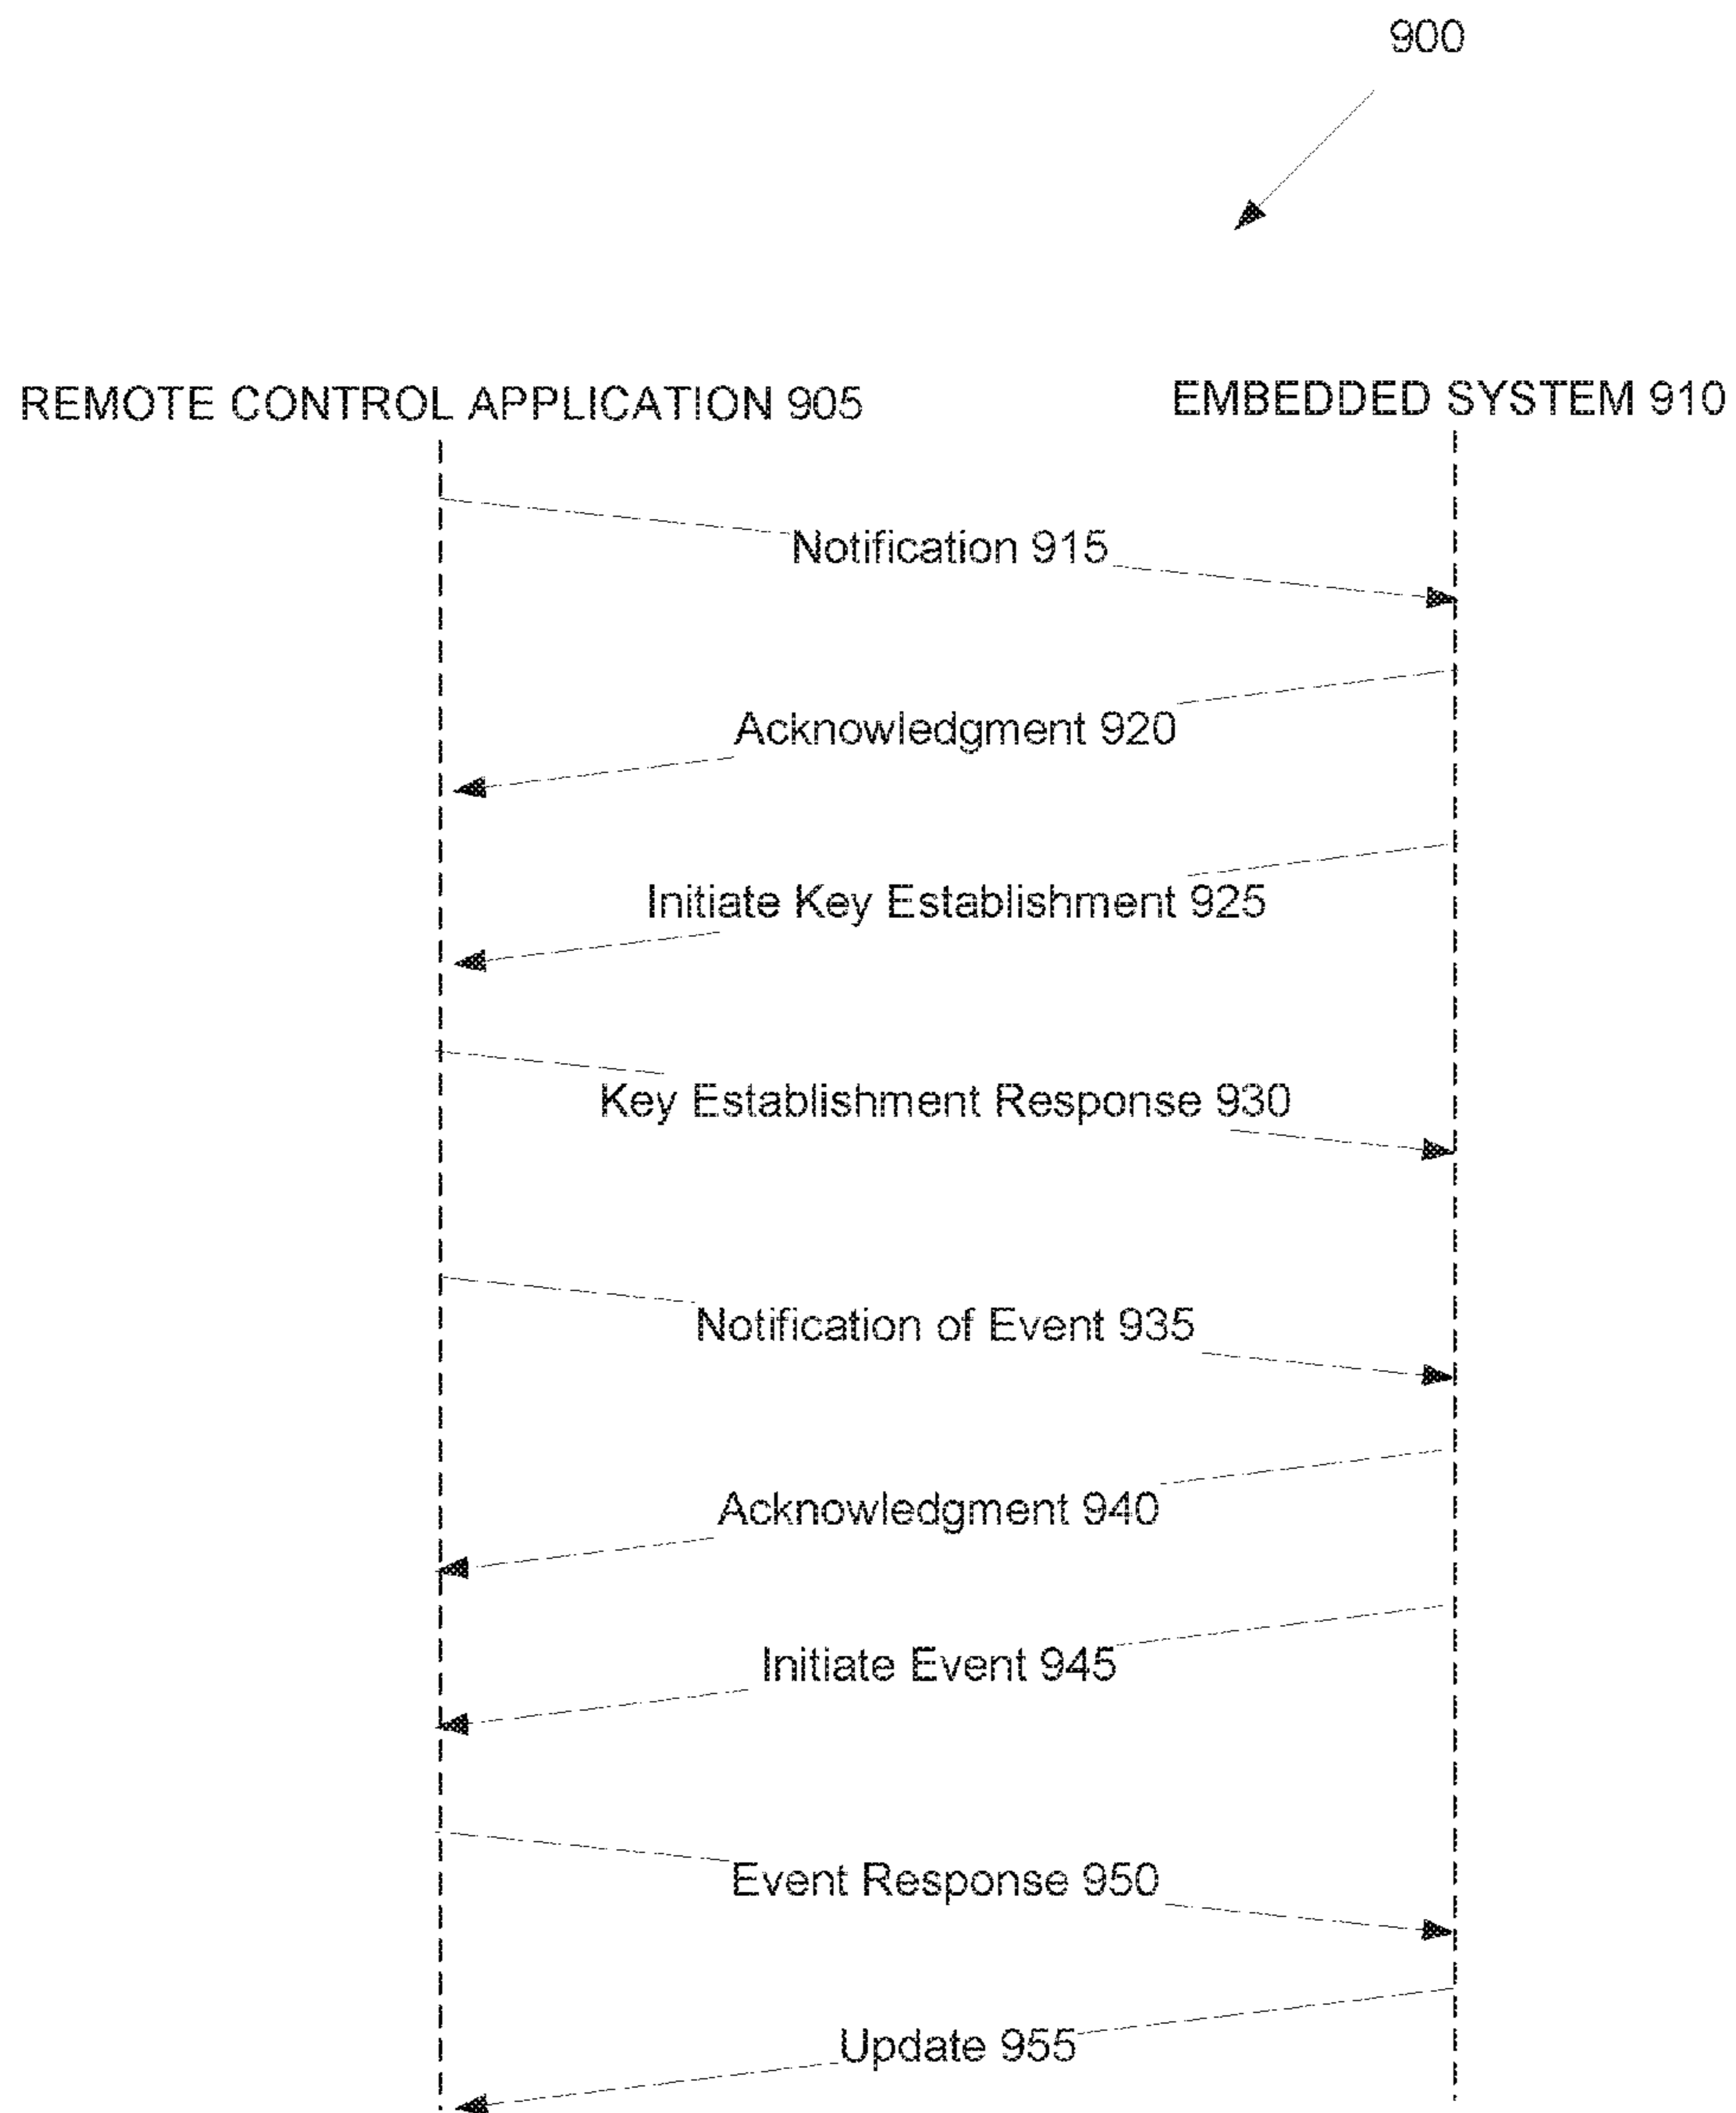 900
REMOTE CONTROL APPLICATION 905
EMBEDDED SYSTEM 910
Notification 915
Acknowledgment 920
Initiate Key Establishment 925
Key Establishment Response 930
Notification of Event 935
Acknowledgment 940
Initiate Event 945
Event Response 950
Update 955